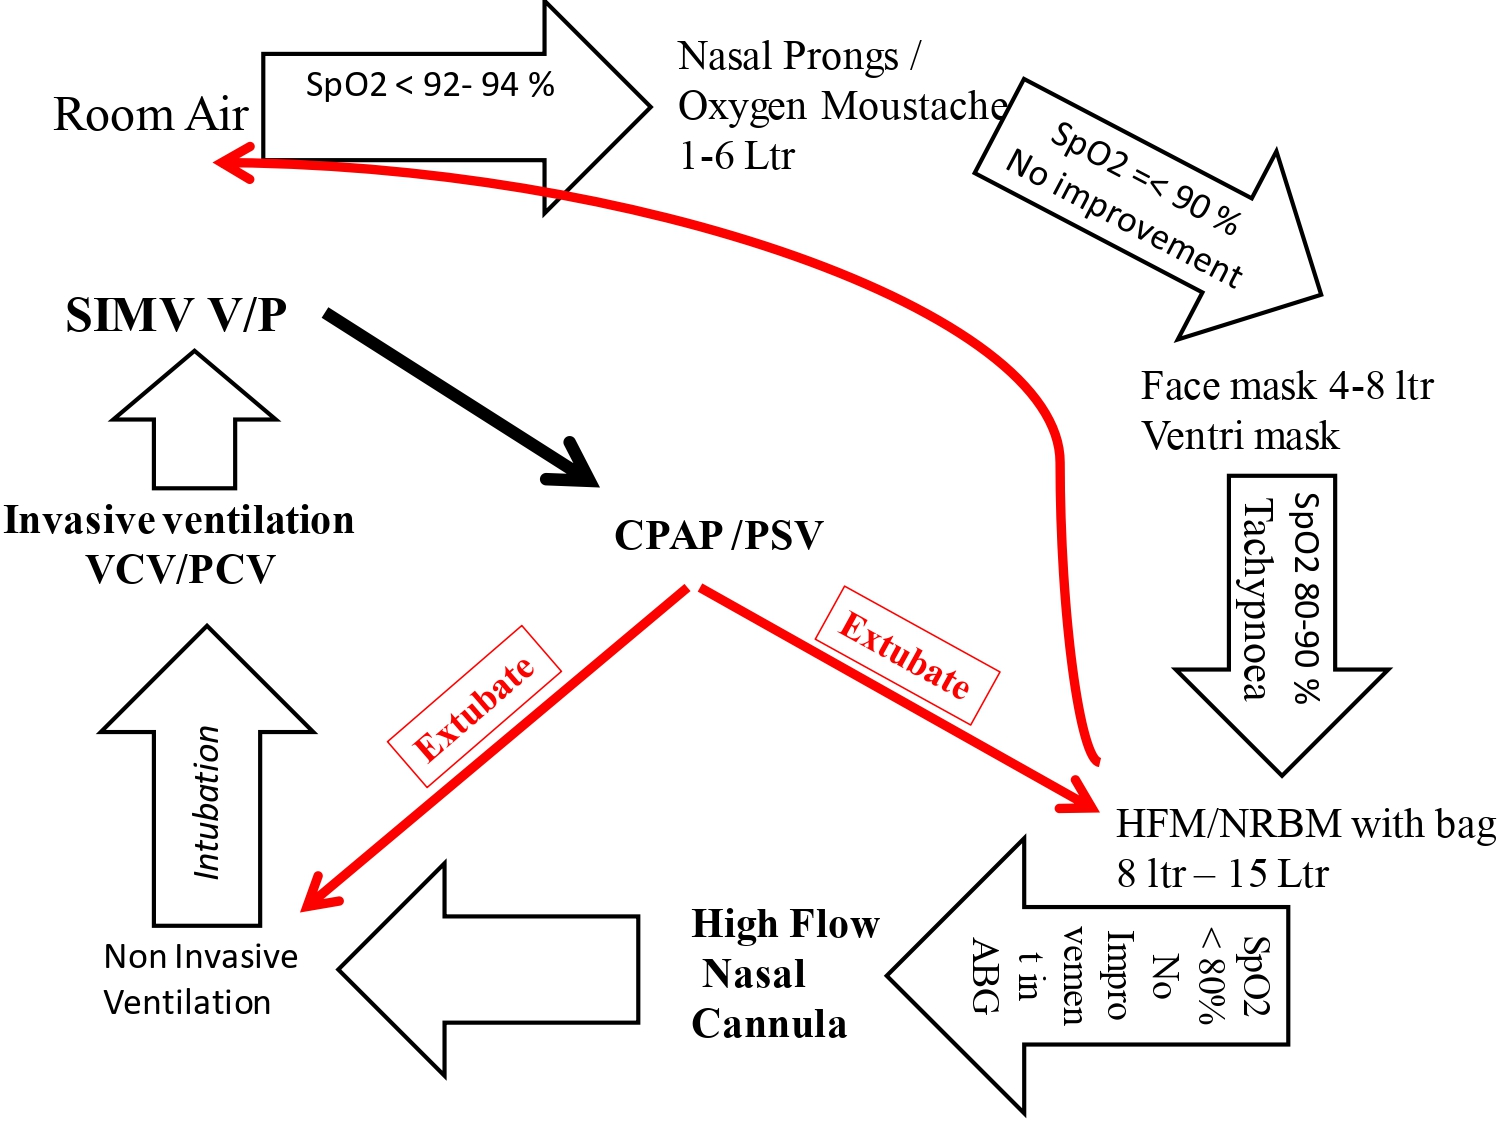 Room Air
SpO2 < 92- 94 %
Nasal Prongs /
Oxygen Moustache
1-6 Ltr
SpO2 =< 90 %
No improvement
Face mask 4-8 ltr
Ventri mask
SpO2 80-90 %
Tachypnoea
HFM/NRBM with bag
8 ltr – 15 Ltr
SpO2
< 80%
No
Impro
vemen
t in
ABG
High Flow
Nasal
Cannula
Non Invasive
Ventilation
Intubation
Invasive ventilation
VCV/PCV
SIMV V/P
CPAP /PSV
Extubate
Extubate